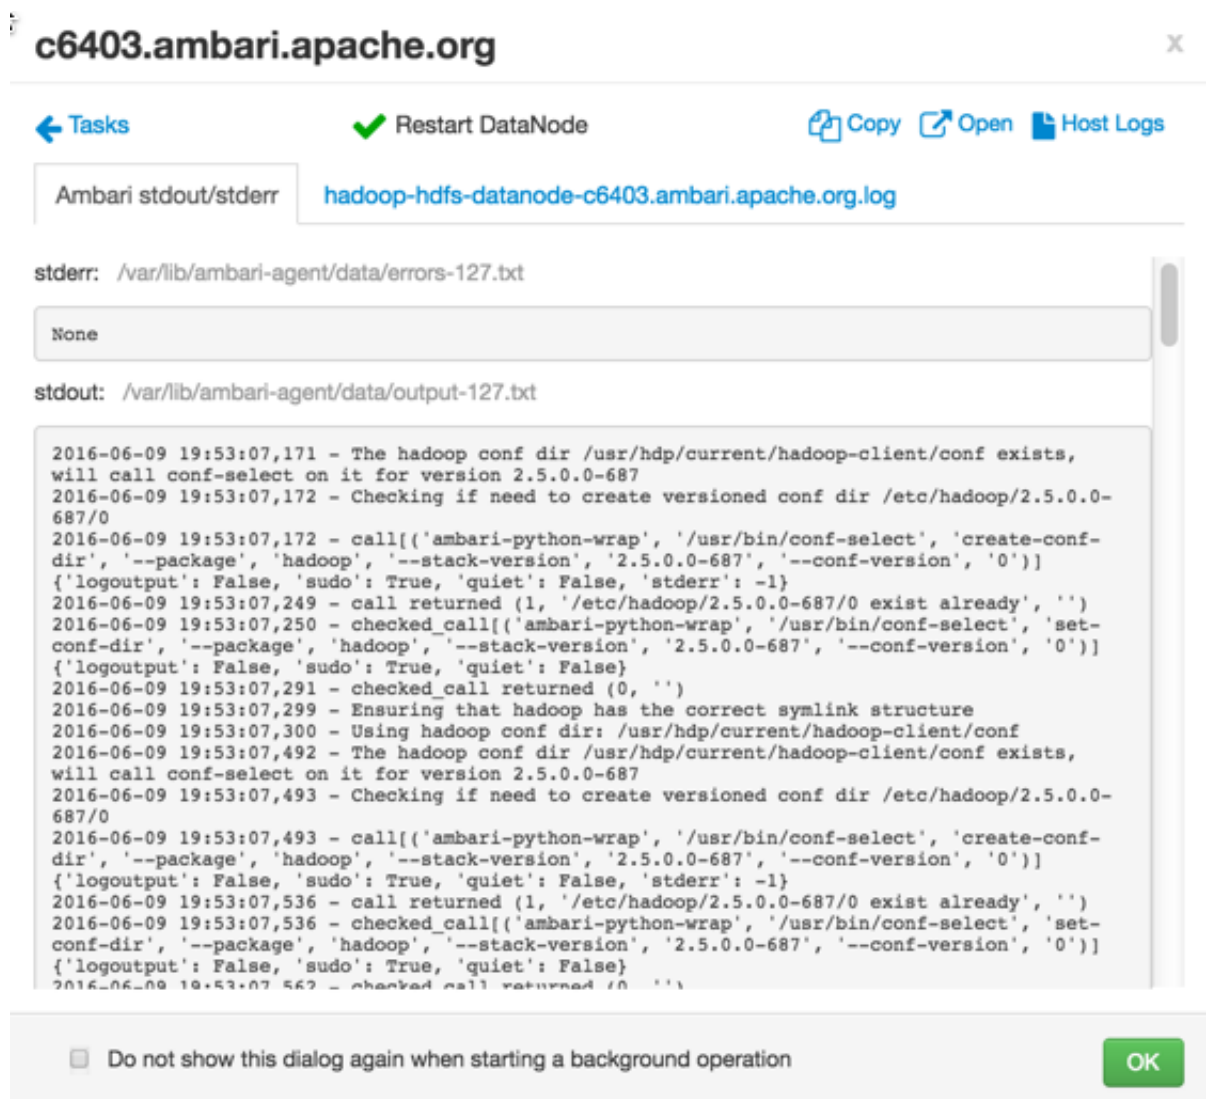 c6403.ambari.apache.org
x
Tasks
Restart DataNode
Copy
Open
Host Logs
Ambari stdout/stderr
hadoop-hdfs-datanode-c6403.ambari.apache.org.log
stderr: /var/lib/ambari-agent/data/errors-127.txt
None
stdout: /var/lib/ambari-agent/data/output-127.txt
2016-06-09 19:53:07,171 - The hadoop conf dir /usr/hdp/current/hadoop-client/conf exists,
will call conf-select on it for version 2.5.0.0-687
2016-06-09 19:53:07,172 - Checking if need to create versioned conf dir /etc/hadoop/2.5.0.0-
687/0
2016-06-09 19:53:07,172 - call[('ambari-python-wrap', '/usr/bin/conf-select', 'create-conf-
dir', '--package', 'hadoop', '--stack-version', '2.5.0.0-687', '--conf-version', '0')]
{'logoutput': False, 'sudo': True, 'quiet': False, 'stderr': -1}
2016-06-09 19:53:07,249 - call returned (1, '/etc/hadoop/2.5.0.0-687/0 exist already', '')
2016-06-09 19:53:07,250 - checked_call[('ambari-python-wrap', '/usr/bin/conf-select', 'set-
conf-dir', '--package', 'hadoop', '--stack-version', '2.5.0.0-687', '--conf-version', '0')]
{'logoutput': False, 'sudo': True, 'quiet': False}
2016-06-09 19:53:07,291 - checked_call returned (0, '')
2016-06-09 19:53:07,299 - Ensuring that hadoop has the correct symlink structure
2016-06-09 19:53:07,300 - Using hadoop conf dir: /usr/hdp/current/hadoop-client/conf
2016-06-09 19:53:07,492 - The hadoop conf dir /usr/hdp/current/hadoop-client/conf exists,
will call conf-select on it for version 2.5.0.0-687
2016-06-09 19:53:07,493 - Checking if need to create versioned conf dir /etc/hadoop/2.5.0.0-
687/0
2016-06-09 19:53:07,493 - call[('ambari-python-wrap', '/usr/bin/conf-select', 'create-conf-
dir', '--package', 'hadoop', '--stack-version', '2.5.0.0-687', '--conf-version', '0')]
{'logoutput': False, 'sudo': True, 'quiet': False, 'stderr': -1}
2016-06-09 19:53:07,536 - call returned (1, '/etc/hadoop/2.5.0.0-687/0 exist already', '')
2016-06-09 19:53:07,536 - checked_call[('ambari-python-wrap', '/usr/bin/conf-select', 'set-
conf-dir', '--package', 'hadoop', '--stack-version', '2.5.0.0-687', '--conf-version', '0')]
{'logoutput': False, 'sudo': True, 'quiet': False}
2016-06-09 19:53:07,562 - checked_call returned (0, '')
Do not show this dialog again when starting a background operation
OK